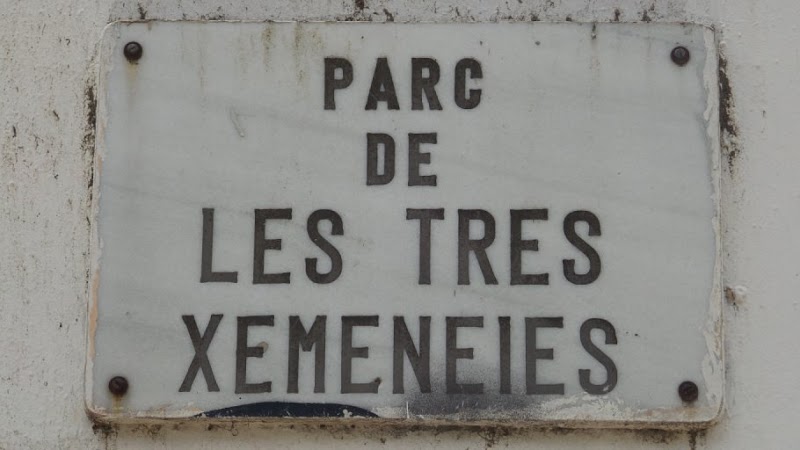 PARC
DE
LES TRES
XEMENEIES